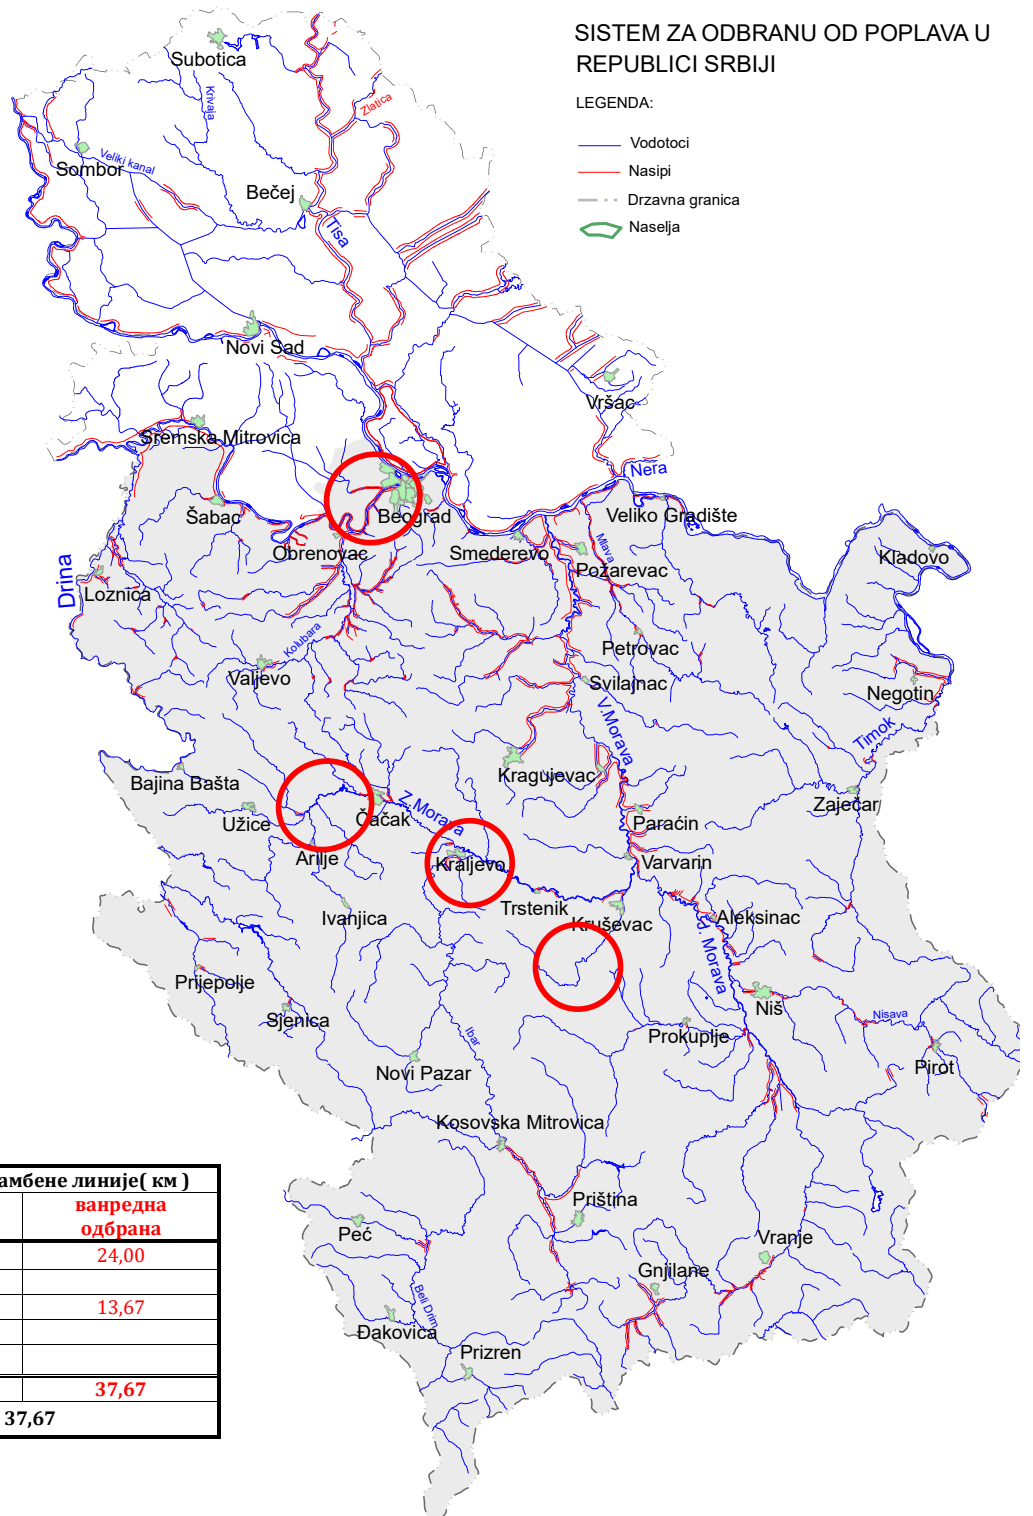 SISTEM ZA ODBRANU OD POPLAVA U
REPUBLICI SRBIJI
LEGENDA:
Vodotoci
Nasipi
Drzavna granica
Naselja
Subotica
Krivaja
Zlatica
Sombor
Veliki kanal
Bečej
Tisa
Novi Sad
Vršac
Sremska Mitrovica
Nera
Šabac
Beograd
Veliko Gradište
Obrenovac
Smederevo
Mlava
Kladovo
Drina
Požarevac
Loznica
Kolubara
Petrovac
Valjevo
Svilajnac
Negotin
V.Morava
Timok
Kragujevac
Bajina Bašta
Z.Morava
Zaječar
Užice
Čačak
Paraćin
Arilje
Kraljevo
Varvarin
Trstenik
Ivanjica
Kruševac
Aleksinac
J. Morava
Prijepolje
Niš
Sjenica
Ibar
Prokuplje
Nisava
Novi Pazar
Pirot
Kosovska Mitrovica
Priština
Peć
Vranje
Gnjilane
Beli Drim
Đakovica
Prizren
амбене линије( км )
ванредна
одбрана
24,00
13,67
37,67
37,67